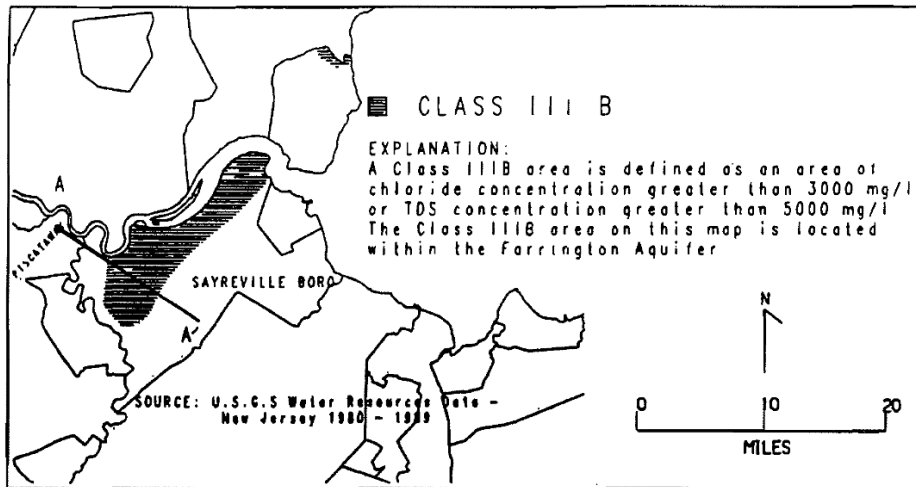 CLASS III B
EXPLANATION:
A Class IIIB area is defined as an area of
chloride concentration greater than 3000 mg/l
or TDS concentration greater than 5000 mg/l
The Class IIIB area on this map is located
within the Farrington Aquifer
A
SAYREVILLE BORO
A-
N
SOURCE: U.S.G.S Water Resources Data -
New Jersey 1980 - 1989
0 10 20
MILES